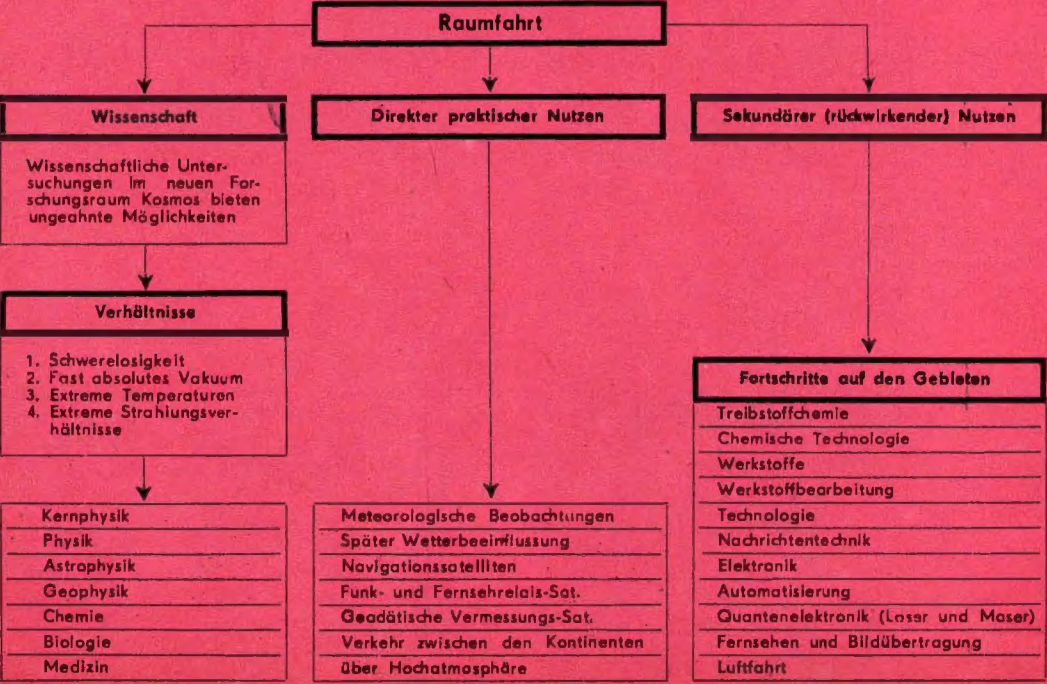 Raumfahrt
Wissenschaft
Wissenschaftliche Unter-
suchungen im neuen For-
schungsraum Kosmos bieten
ungeahnte Möglichkeiten
Verhältnisse
1. Schwerelosigkeit
2. Fast absolutes Vakuum
3. Extreme Temperaturen
4. Extreme Strahlungsver-
hältnisse
Kernphysik
Physik
Astrophysik
Geophysik
Chemie
Biologie
Medizin
Direkter praktischer Nutzen
Meteorologische Beobachtungen
Später Wetterbeeinflussung
Navigationssatelliten
Funk- und Fernsehrelais-Sat.
Geodätische Vermessungs-Sat.
Verkehr zwischen den Kontinenten
über Hochatmosphäre
Sekundärer (rückwirkender) Nutzen
Fortschritte auf den Gebieten
Treibstoffchemie
Chemische Technologie
Werkstoffe
Werkstoffbearbeitung
Technologie
Nachrichtentechnik
Elektronik
Automatisierung
Quantenelektronik (Laser und Maser)
Fernsehen und Bildübertragung
Luftfahrt